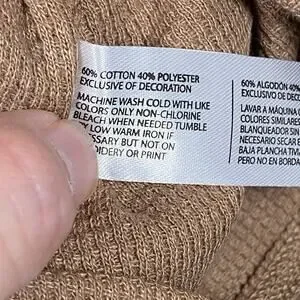 60% COTTON 40% POLYESTER
EXCLUSIVE OF DECORATION
MACHINE WASH COLD WITH LIKE
COLORS ONLY NON-CHLORINE
BLEACH WHEN NEEDED TUMBLE
LOW WARM IRON IF
BUT NOT ON
OR PRINT
60% ALGODÓN 40%
EXCLUSIVO DE
LAVAR A MÁQUINA
COLORES SIMILARES
BLANQUEADOR SIN
NECESARIO SECAR
BAJA PLANCHA
PERO NO EN